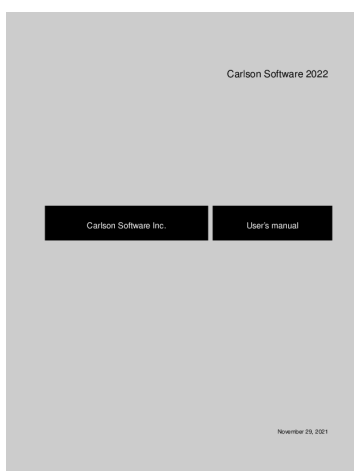 Carlson Software 2022
Carlson Software Inc.
User's manual
November 29, 2021